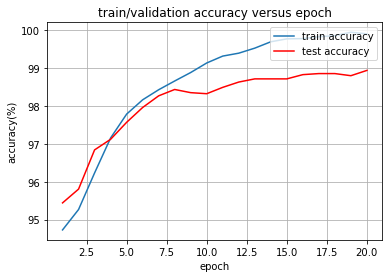 train/validation accuracy versus epoch
train accuracy
test accuracy
accuracy(%)
100
99
98
97
96
95
2.5 5.0 7.5 10.0 12.5 15.0 17.5 20.0
epoch